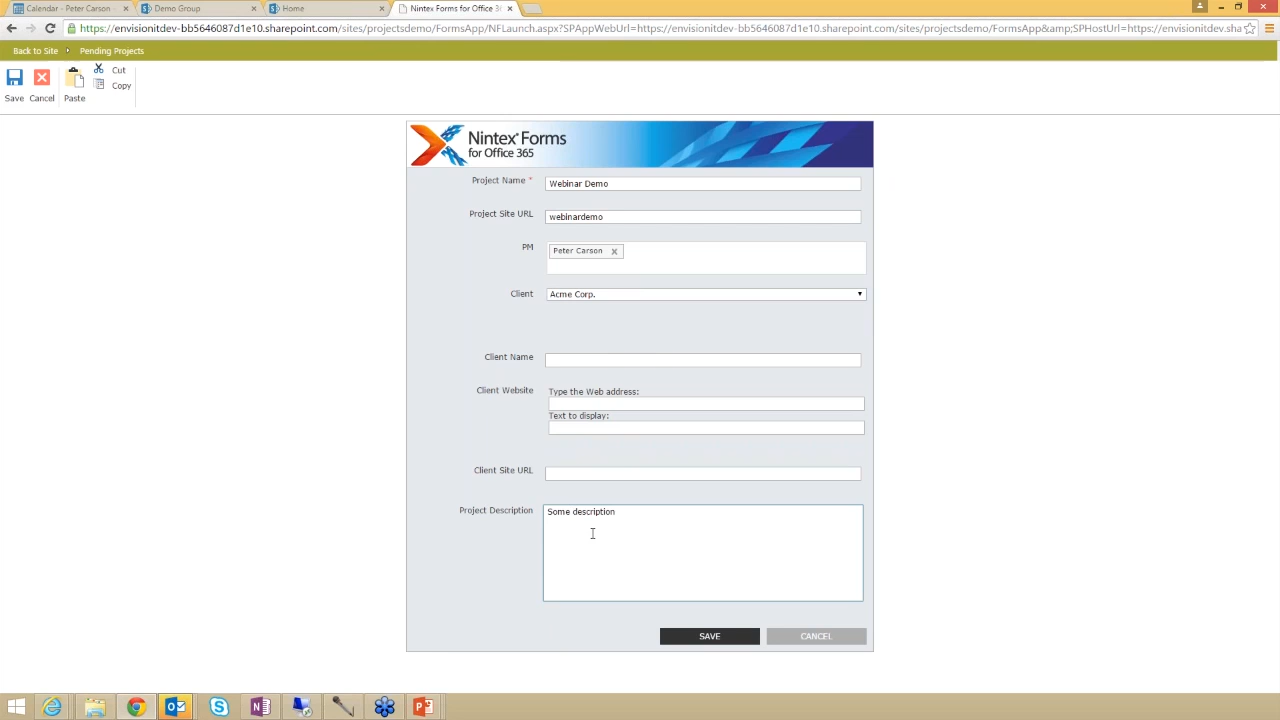 Calendar - Peter Carson - ×
Demo Group ×
Home ×
Nintex Forms for Office 36 ×
https://envisionitdev-bb5646087d1e10.sharepoint.com/sites/projectsdemo/FormsApp/NFLaunch.aspx?SPAppWebUrl=https://envisionitdev-bb5646087d1e10.sharepoint.com/sites/projectsdemo/FormsApp&amp;SPHostUrl=https://envisionitdev.sha
Back to Site
Pending Projects
Save
Cancel
Paste
Cut
Copy
Nintex® Forms
for Office 365
Project Name *
Webinar Demo
Project Site URL
webinardemo
PM
Peter Carson x
Client
Acme Corp.
Client Name
Client Website
Type the Web address:
Text to display:
Client Site URL
Project Description
Some description
SAVE
CANCEL